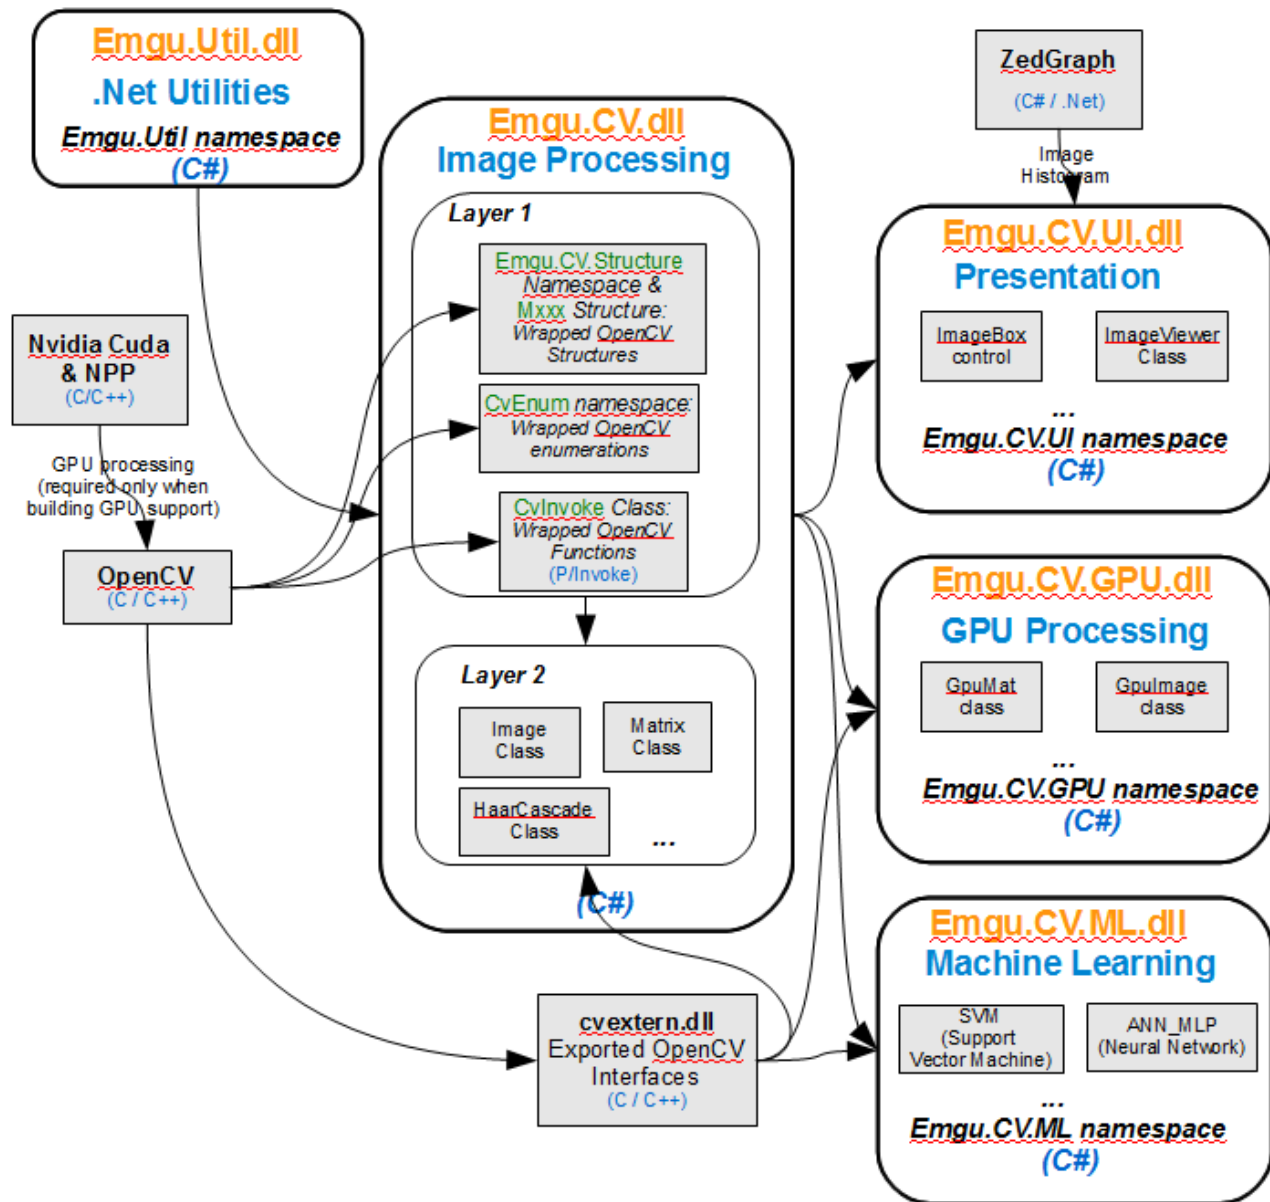 Emgu.Util.dll
.Net Utilities
Emgu.Util namespace
(C#)
Nvidia Cuda
& NPP
(C/C++)
GPU processing
(required only when
building GPU support)
OpenCV
(C / C++)
Emgu.CV.dll
Image Processing
Layer 1
Emgu.CV.Structure
Namespace &
Mxxx Structure:
Wrapped OpenCV
Structures
CvEnum namespace:
Wrapped OpenCV
enumerations
CvInvoke Class:
Wrapped OpenCV
Functions
(P/Invoke)
Layer 2
Image
Class
Matrix
Class
HaarCascade
Class
...
(C#)
cvextern.dll
Exported OpenCV
Interfaces
(C / C++)
ZedGraph
(C# / .Net)
Image
Histogram
Emgu.CV.UI.dll
Presentation
ImageBox
control
ImageViewer
Class
...
Emgu.CV.UI namespace
(C#)
Emgu.CV.GPU.dll
GPU Processing
GpuMat
class
GpuImage
class
...
Emgu.CV.GPU namespace
(C#)
Emgu.CV.ML.dll
Machine Learning
SVM
(Support
Vector Machine)
ANN_MLP
(Neural Network)
...
Emgu.CV.ML namespace
(C#)